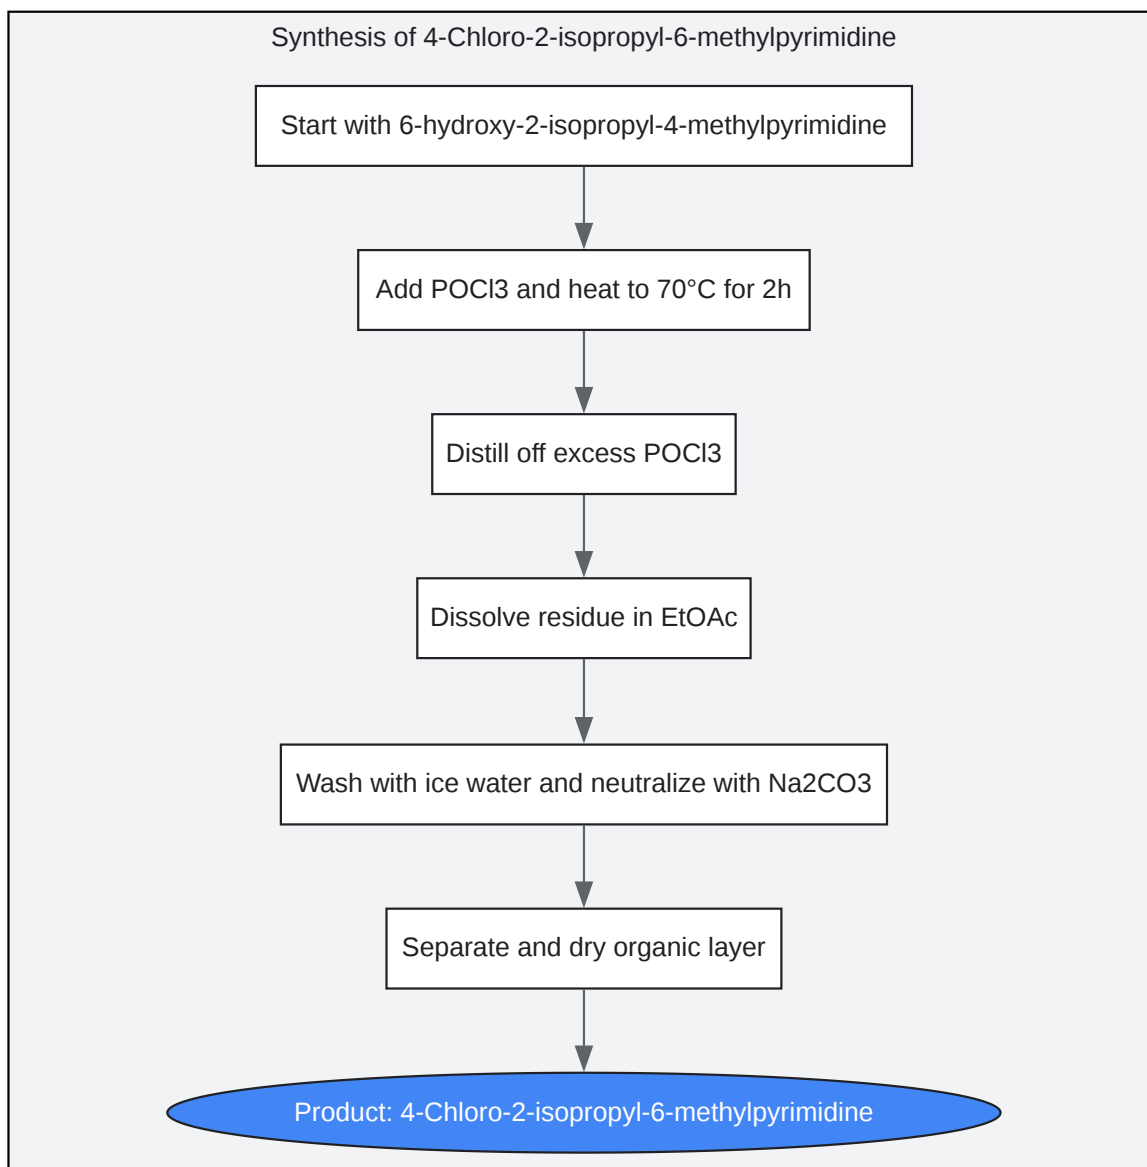 Synthesis of 4-Chloro-2-isopropyl-6-methylpyrimidine
Start with 6-hydroxy-2-isopropyl-4-methylpyrimidine
Add POCl3 and heat to 70°C for 2h
Distill off excess POCl3
Dissolve residue in EtOAc
Wash with ice water and neutralize with Na2CO3
Separate and dry organic layer
Product: 4-Chloro-2-isopropyl-6-methylpyrimidine